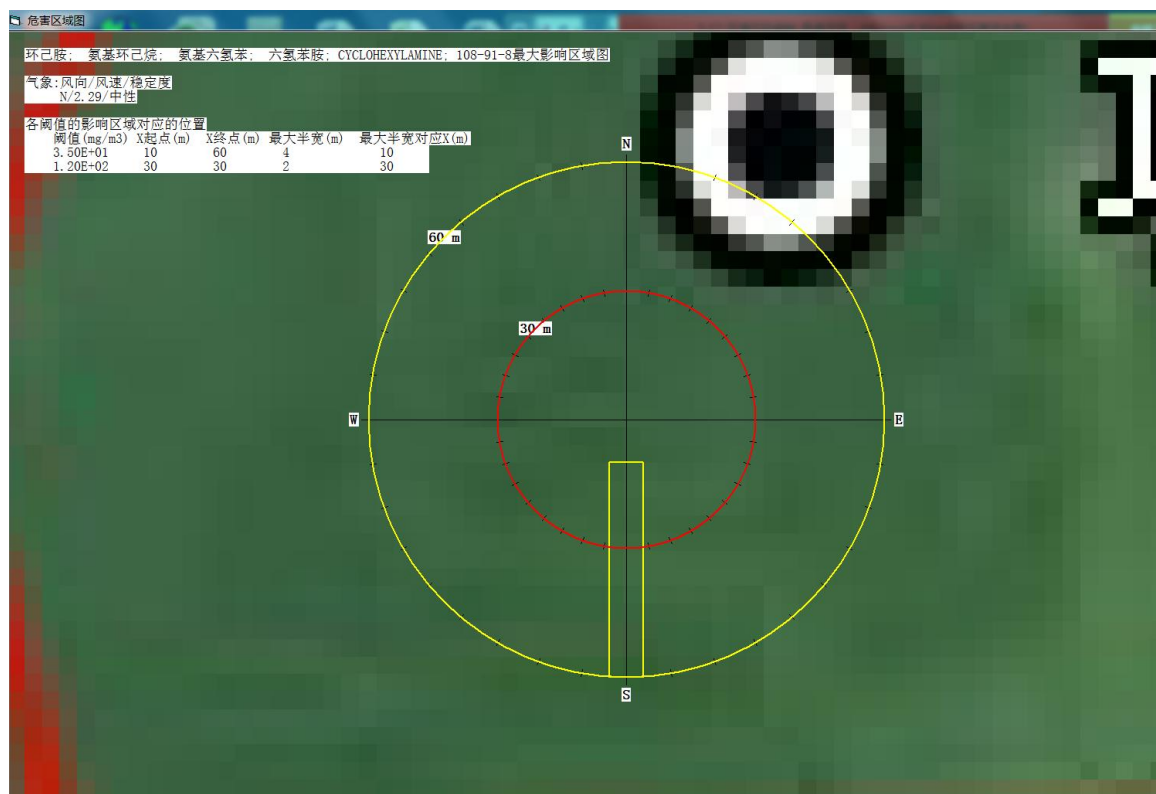 危害区域图
环己胺; 氨基环己烷; 氨基六氢苯; 六氢苯胺; CYCLOHEXYLAMINE; 108-91-8最大影响区域图
气象:风向/风速/稳定度
N/2.29/中性
各阈值的影响区域对应的位置
阈值(mg/m3) X起点(m) X终点(m) 最大半宽(m) 最大半宽对应X(m)
3.50E+01 10 60 4 10
1.20E+02 30 30 2 30
N
60 m
30 m
W E
S